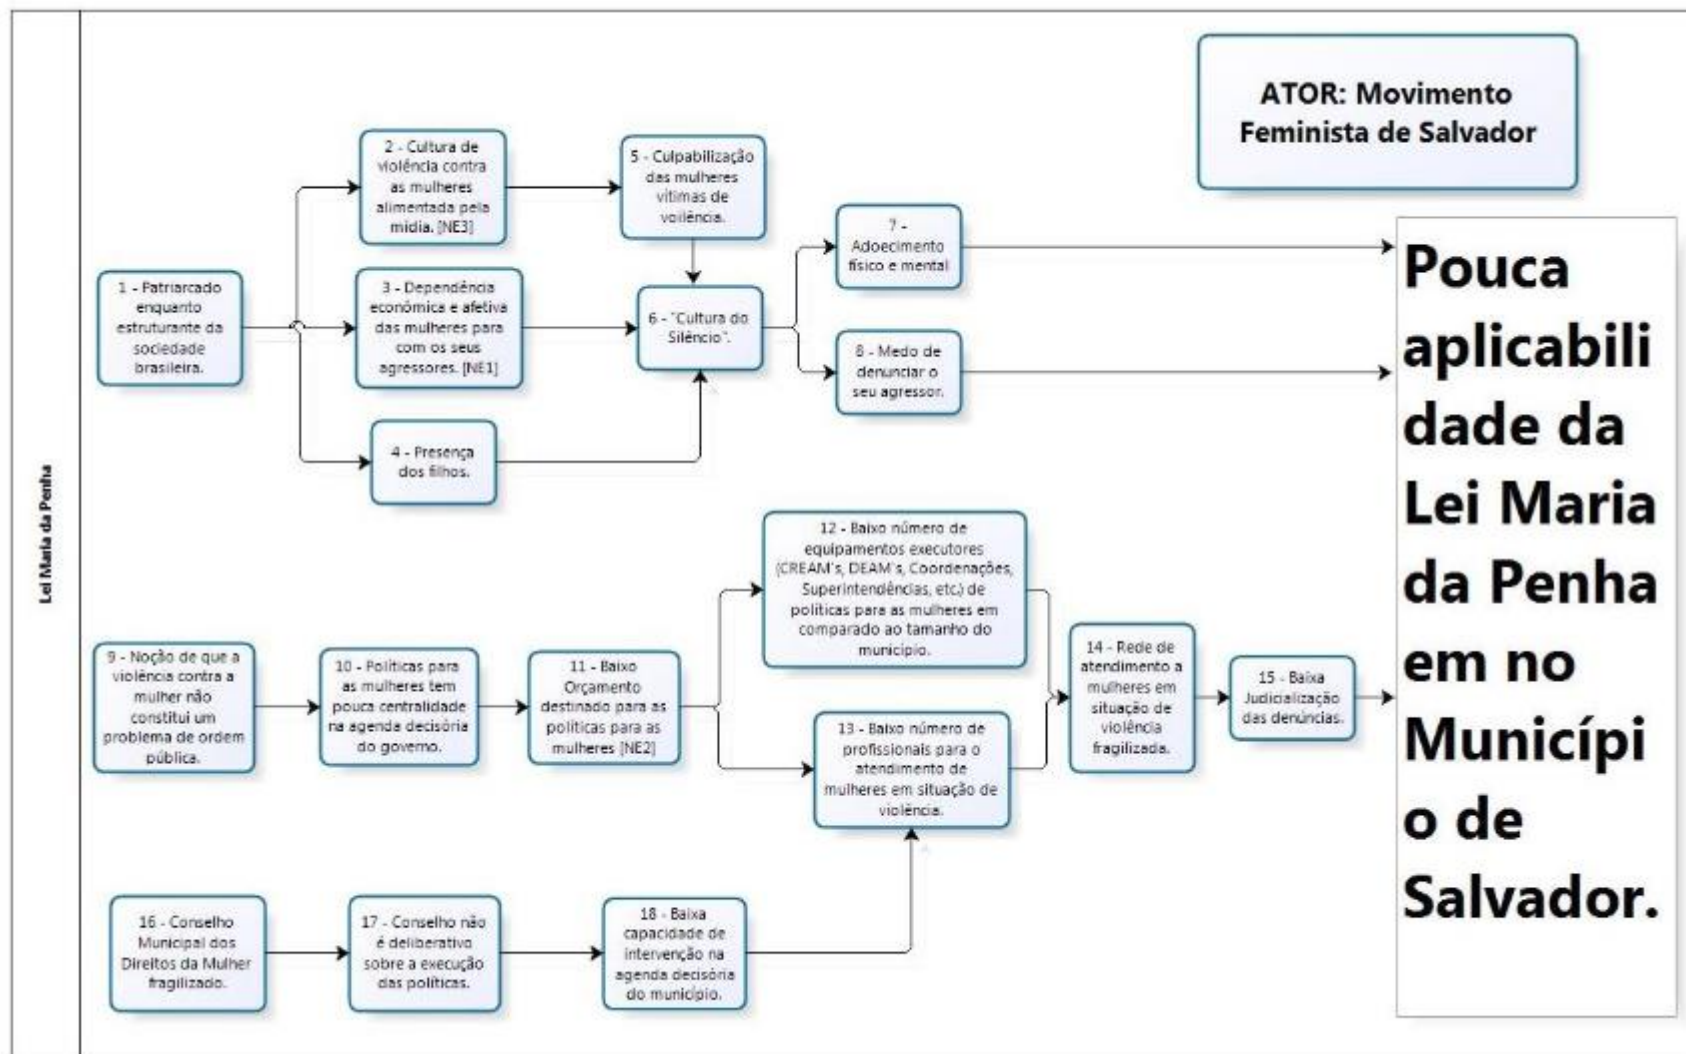 Lei Maria da Penha
ATOR: Movimento
Feminista de Salvador
1 - Patriarcado
enquanto
estruturante da
sociedade
brasileira.
2 - Cultura de
violência contra
as mulheres
alimentada pela
mídia. [NE3]
3 - Dependência
econômica e afetiva
das mulheres para
com os seus
agressores. [NE1]
4 - Presença
dos filhos.
5 - Culpabilização
das mulheres
vítimas de
voilência.
6 - "Cultura do
Silêncio".
7 -
Adoecimento
físico e mental
8 - Medo de
denunciar o
seu agressor.
9 - Noção de que a
violência contra a
mulher não
constitui um
problema de ordem
pública.
10 - Políticas para
as mulheres tem
pouca centralidade
na agenda decisória
do governo.
11 - Baixo
Orçamento
destinado para as
políticas para as
mulheres [NE2]
12 - Baixo número de
equipamentos executores
(CREAM's, DEAM's, Coordenações,
Superintendências, etc.) de
políticas para as mulheres em
comparado ao tamanho do
município.
13 - Baixo número de
profissionais para o
atendimento de
mulheres em situação de
violência.
14 - Rede de
atendimento a
mulheres em
situação de
violência
fragilizada.
15 - Baixa
Judicialização
das denúncias.
16 - Conselho
Municipal dos
Direitos da Mulher
fragilizado.
17 - Conselho não
é deliberativo
sobre a execução
das políticas.
18 - Baixa
capacidade de
intervenção na
agenda decisória
do município.
Pouca
aplicabili
dade da
Lei Maria
da Penha
em no
Municípi
o de
Salvador.